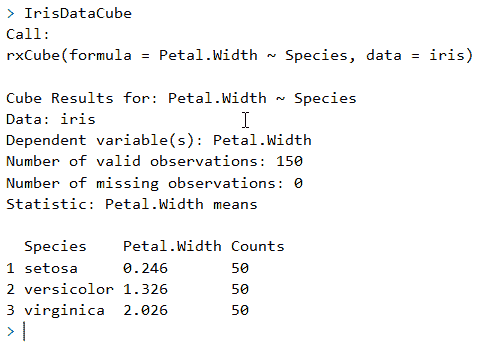 > IrisDataCube
Call:
rxCube(formula = Petal.Width ~ Species, data = iris)
Cube Results for: Petal.Width ~ Species
Data: iris
Dependent variable(s): Petal.Width
Number of valid observations: 150
Number of missing observations: 0
Statistic: Petal.Width means
  Species    Petal.Width Counts
1 setosa     0.246       50
2 versicolor 1.326       50
3 virginica  2.026       50
>